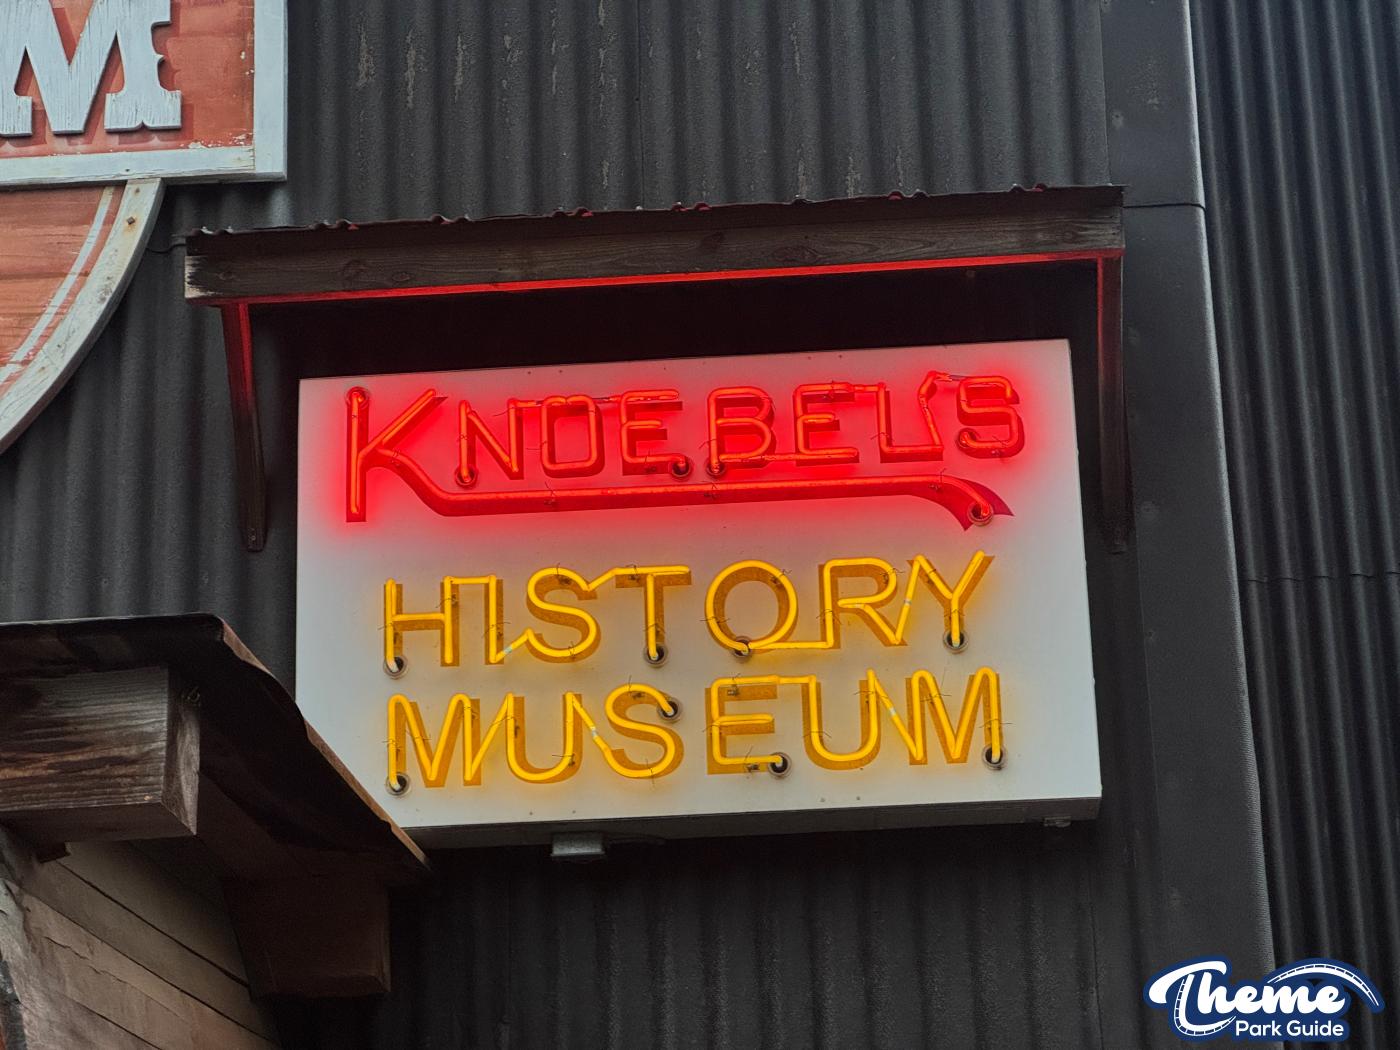 M
KNOEBEL'S
HISTORY
MUSEUM
Theme
Park Guide